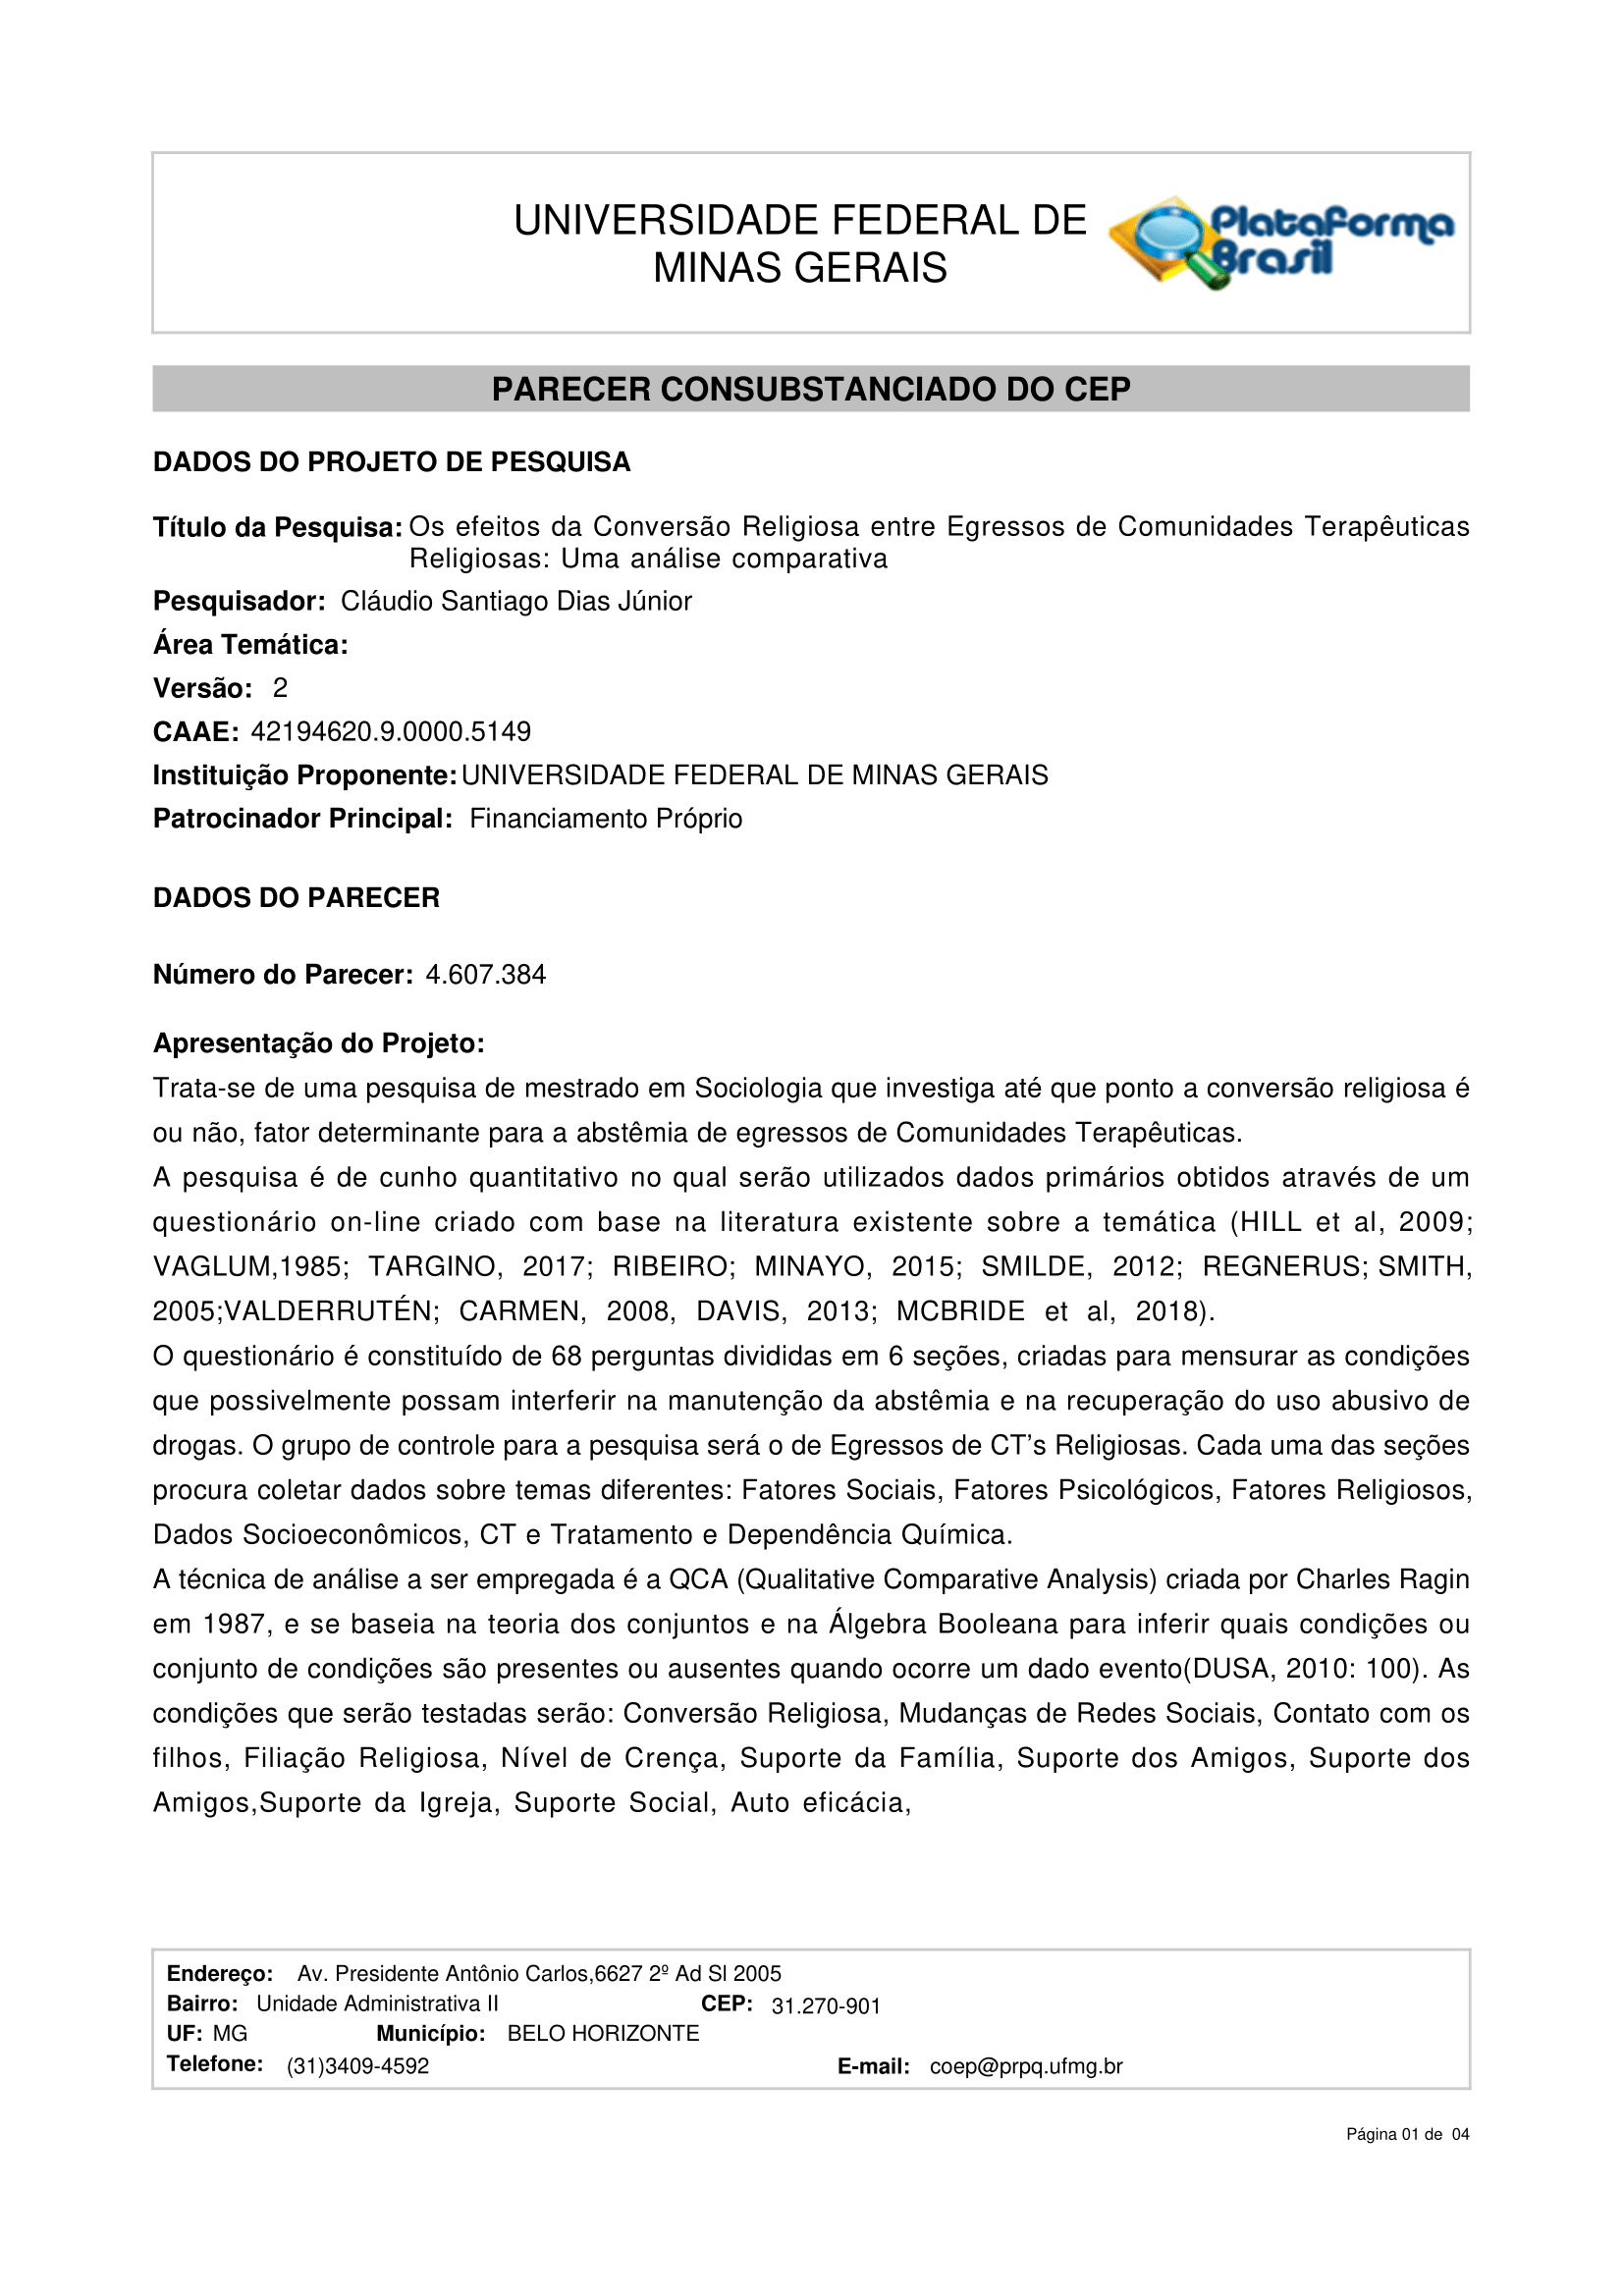 UNIVERSIDADE FEDERAL DE
MINAS GERAIS
Plataforma
Brasil
PARECER CONSUBSTANCIADO DO CEP
DADOS DO PROJETO DE PESQUISA
Título da Pesquisa: Os efeitos da Conversão Religiosa entre Egressos de Comunidades Terapêuticas
Religiosas: Uma análise comparativa
Pesquisador: Cláudio Santiago Dias Júnior
Área Temática:
Versão: 2
CAAE: 42194620.9.0000.5149
Instituição Proponente: UNIVERSIDADE FEDERAL DE MINAS GERAIS
Patrocinador Principal: Financiamento Próprio
DADOS DO PARECER
Número do Parecer: 4.607.384
Apresentação do Projeto:
Trata-se de uma pesquisa de mestrado em Sociologia que investiga até que ponto a conversão religiosa é
ou não, fator determinante para a abstêmia de egressos de Comunidades Terapêuticas.
A pesquisa é de cunho quantitativo no qual serão utilizados dados primários obtidos através de um
questionário on-line criado com base na literatura existente sobre a temática (HILL et al, 2009;
VAGLUM,1985; TARGINO, 2017; RIBEIRO; MINAYO, 2015; SMILDE, 2012; REGNERUS; SMITH,
2005;VALDERRUTÉN; CARMEN, 2008, DAVIS, 2013; MCBRIDE et al, 2018).
O questionário é constituído de 68 perguntas divididas em 6 seções, criadas para mensurar as condições
que possivelmente possam interferir na manutenção da abstêmia e na recuperação do uso abusivo de
drogas. O grupo de controle para a pesquisa será o de Egressos de CT’s Religiosas. Cada uma das seções
procura coletar dados sobre temas diferentes: Fatores Sociais, Fatores Psicológicos, Fatores Religiosos,
Dados Socioeconômicos, CT e Tratamento e Dependência Química.
A técnica de análise a ser empregada é a QCA (Qualitative Comparative Analysis) criada por Charles Ragin
em 1987, e se baseia na teoria dos conjuntos e na Álgebra Booleana para inferir quais condições ou
conjunto de condições são presentes ou ausentes quando ocorre um dado evento(DUSA, 2010: 100). As
condições que serão testadas serão: Conversão Religiosa, Mudanças de Redes Sociais, Contato com os
filhos, Filiação Religiosa, Nível de Crença, Suporte da Família, Suporte dos Amigos, Suporte dos
Amigos,Suporte da Igreja, Suporte Social, Auto eficácia,
Endereço: Av. Presidente Antônio Carlos,6627 2º Ad Sl 2005
Bairro: Unidade Administrativa II CEP: 31.270-901
UF: MG Município: BELO HORIZONTE
Telefone: (31)3409-4592 E-mail: coep@prpq.ufmg.br
Página 01 de 04